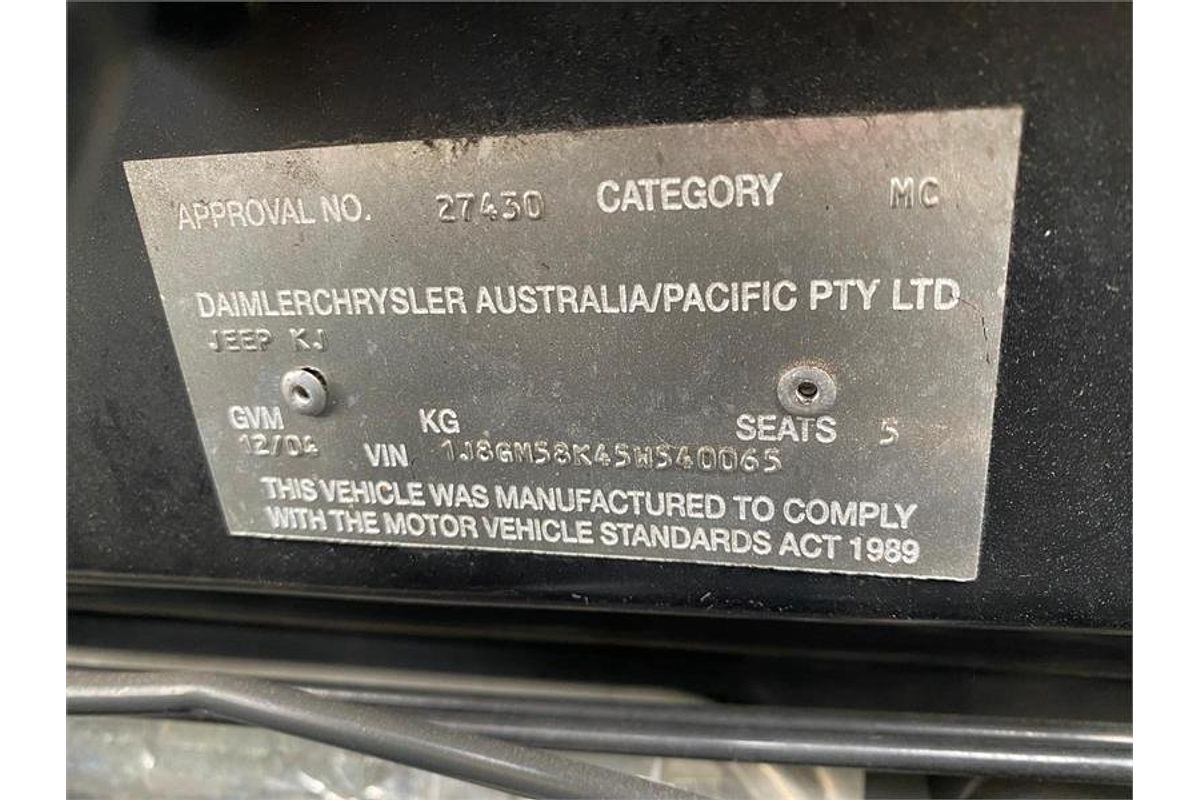 APPROVAL NO. 27430 CATEGORY MC
DAIMLERCHRYSLER AUSTRALIA/PACIFIC PTY LTD
JEEP KJ
GVM KG SEATS 5
12/04 VIN 1J8GM58K45W540065
THIS VEHICLE WAS MANUFACTURED TO COMPLY
WITH THE MOTOR VEHICLE STANDARDS ACT 1989